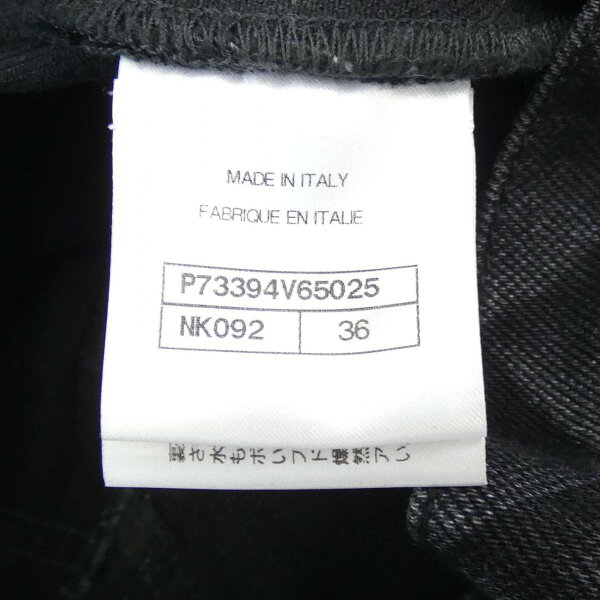 MADE IN ITALY
FABRIQUE EN ITALIE
P73394V65025
NK092 36